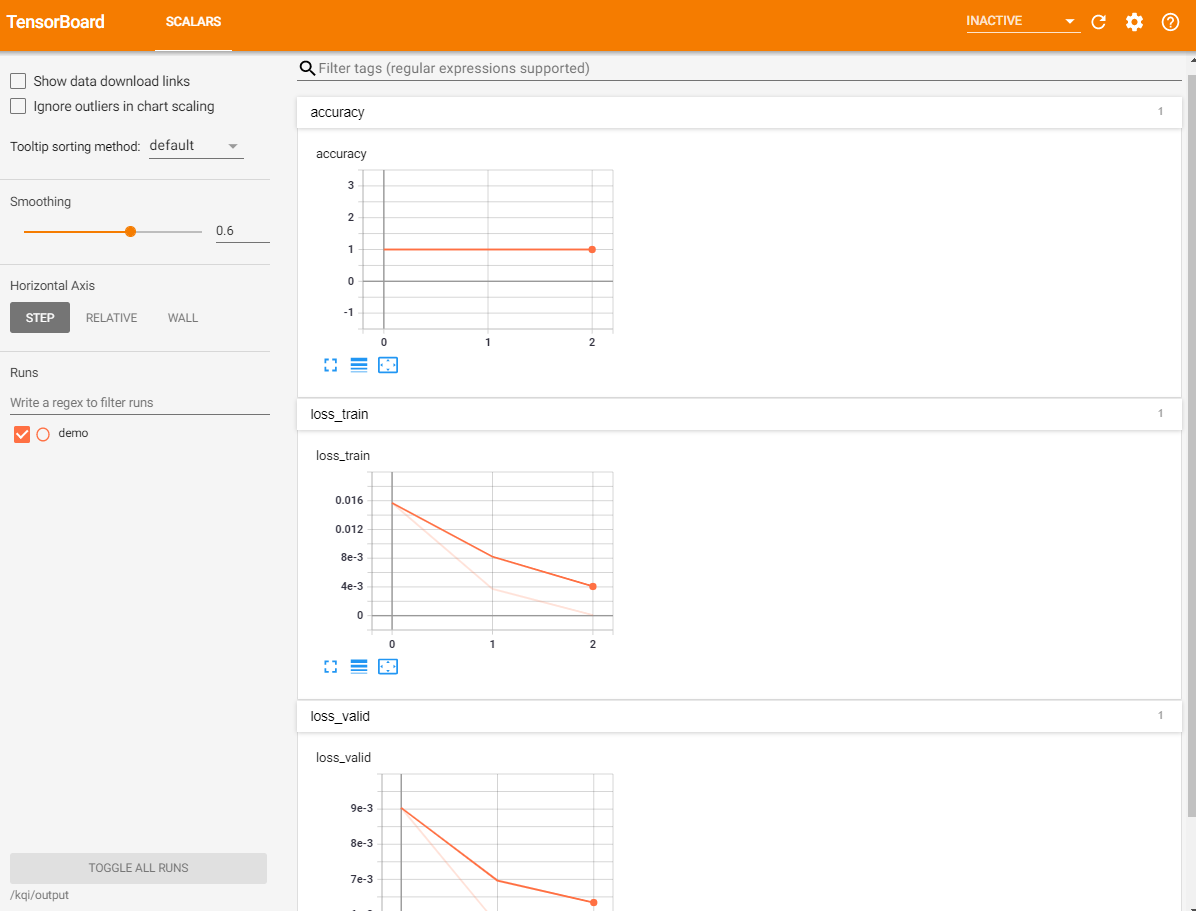 TensorBoard
SCALARS
INACTIVE
Show data download links
Ignore outliers in chart scaling
Tooltip sorting method: default
Smoothing
0.6
Horizontal Axis
STEP RELATIVE WALL
Runs
Write a regex to filter runs
demo
TOGGLE ALL RUNS
/kqi/output
Filter tags (regular expressions supported)
accuracy 1
accuracy
3
2
1
0
-1
0 1 2
loss_train 1
loss_train
0.016
0.012
8e-3
4e-3
0
0 1 2
loss_valid 1
loss_valid
9e-3
8e-3
7e-3